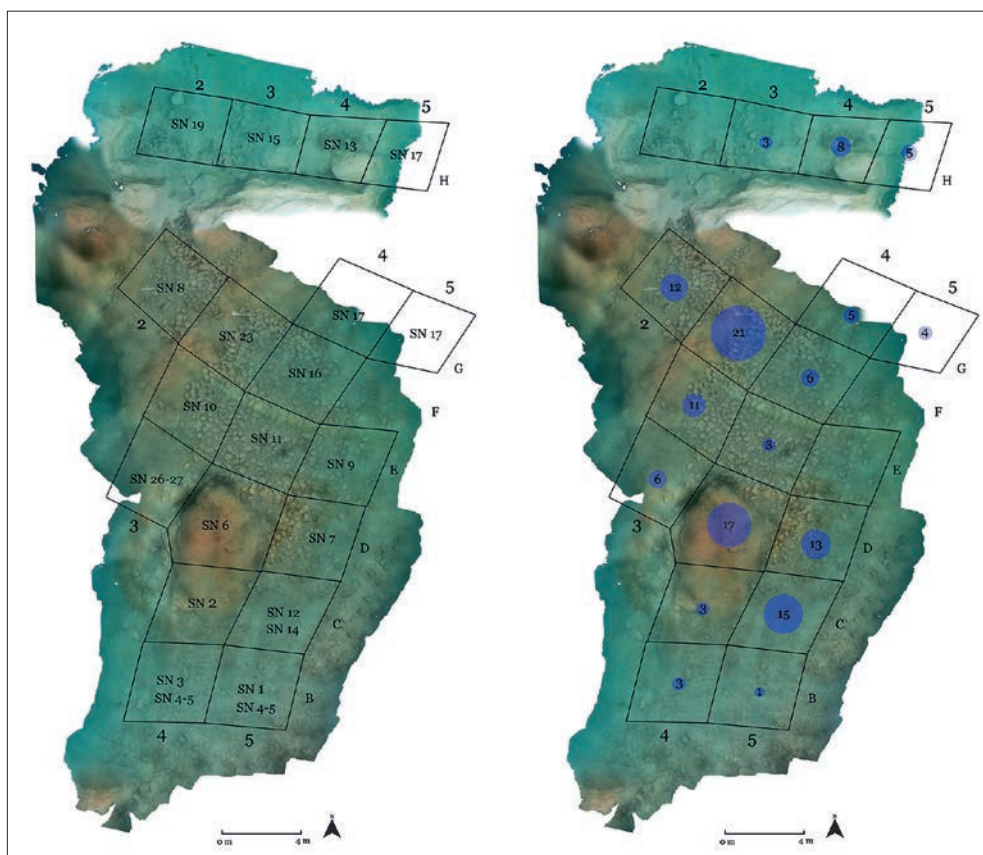 2
3
4
5
SN 19
SN 15
SN 13
SN 17
H
4
5
SN 8
SN 17
SN 17
2
SN 23
SN 16
G
SN 10
F
SN 11
SN 9
E
SN 26-27
3
SN 6
SN 7
D
SN 2
SN 12
SN 14
C
SN 3
SN 4-5
SN 1
SN 4-5
B
4
5
0 m
4 m
N
2
3
4
5
3
8
5
H
4
5
12
5
4
2
21
G
6
11
F
3
E
6
3
17
13
D
3
15
C
3
1
B
4
5
0 m
4 m
N